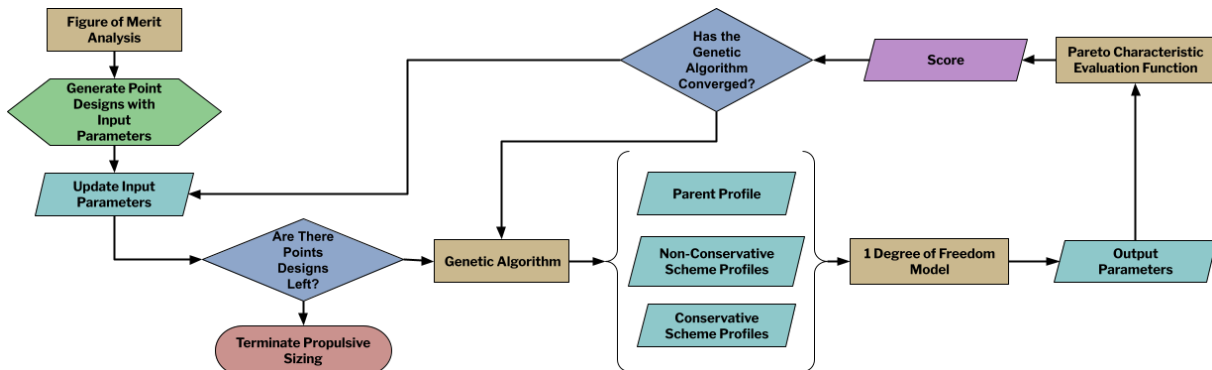 Figure of Merit
Analysis
Generate Point
Designs with
Input
Parameters
Update Input
Parameters
Are There
Points
Designs
Left?
Terminate Propulsive
Sizing
Genetic Algorithm
Has the
Genetic
Algorithm
Converged?
Parent Profile
Non-Conservative
Scheme Profiles
Conservative
Scheme Profiles
1 Degree of Freedom
Model
Output
Parameters
Pareto Characteristic
Evaluation Function
Score